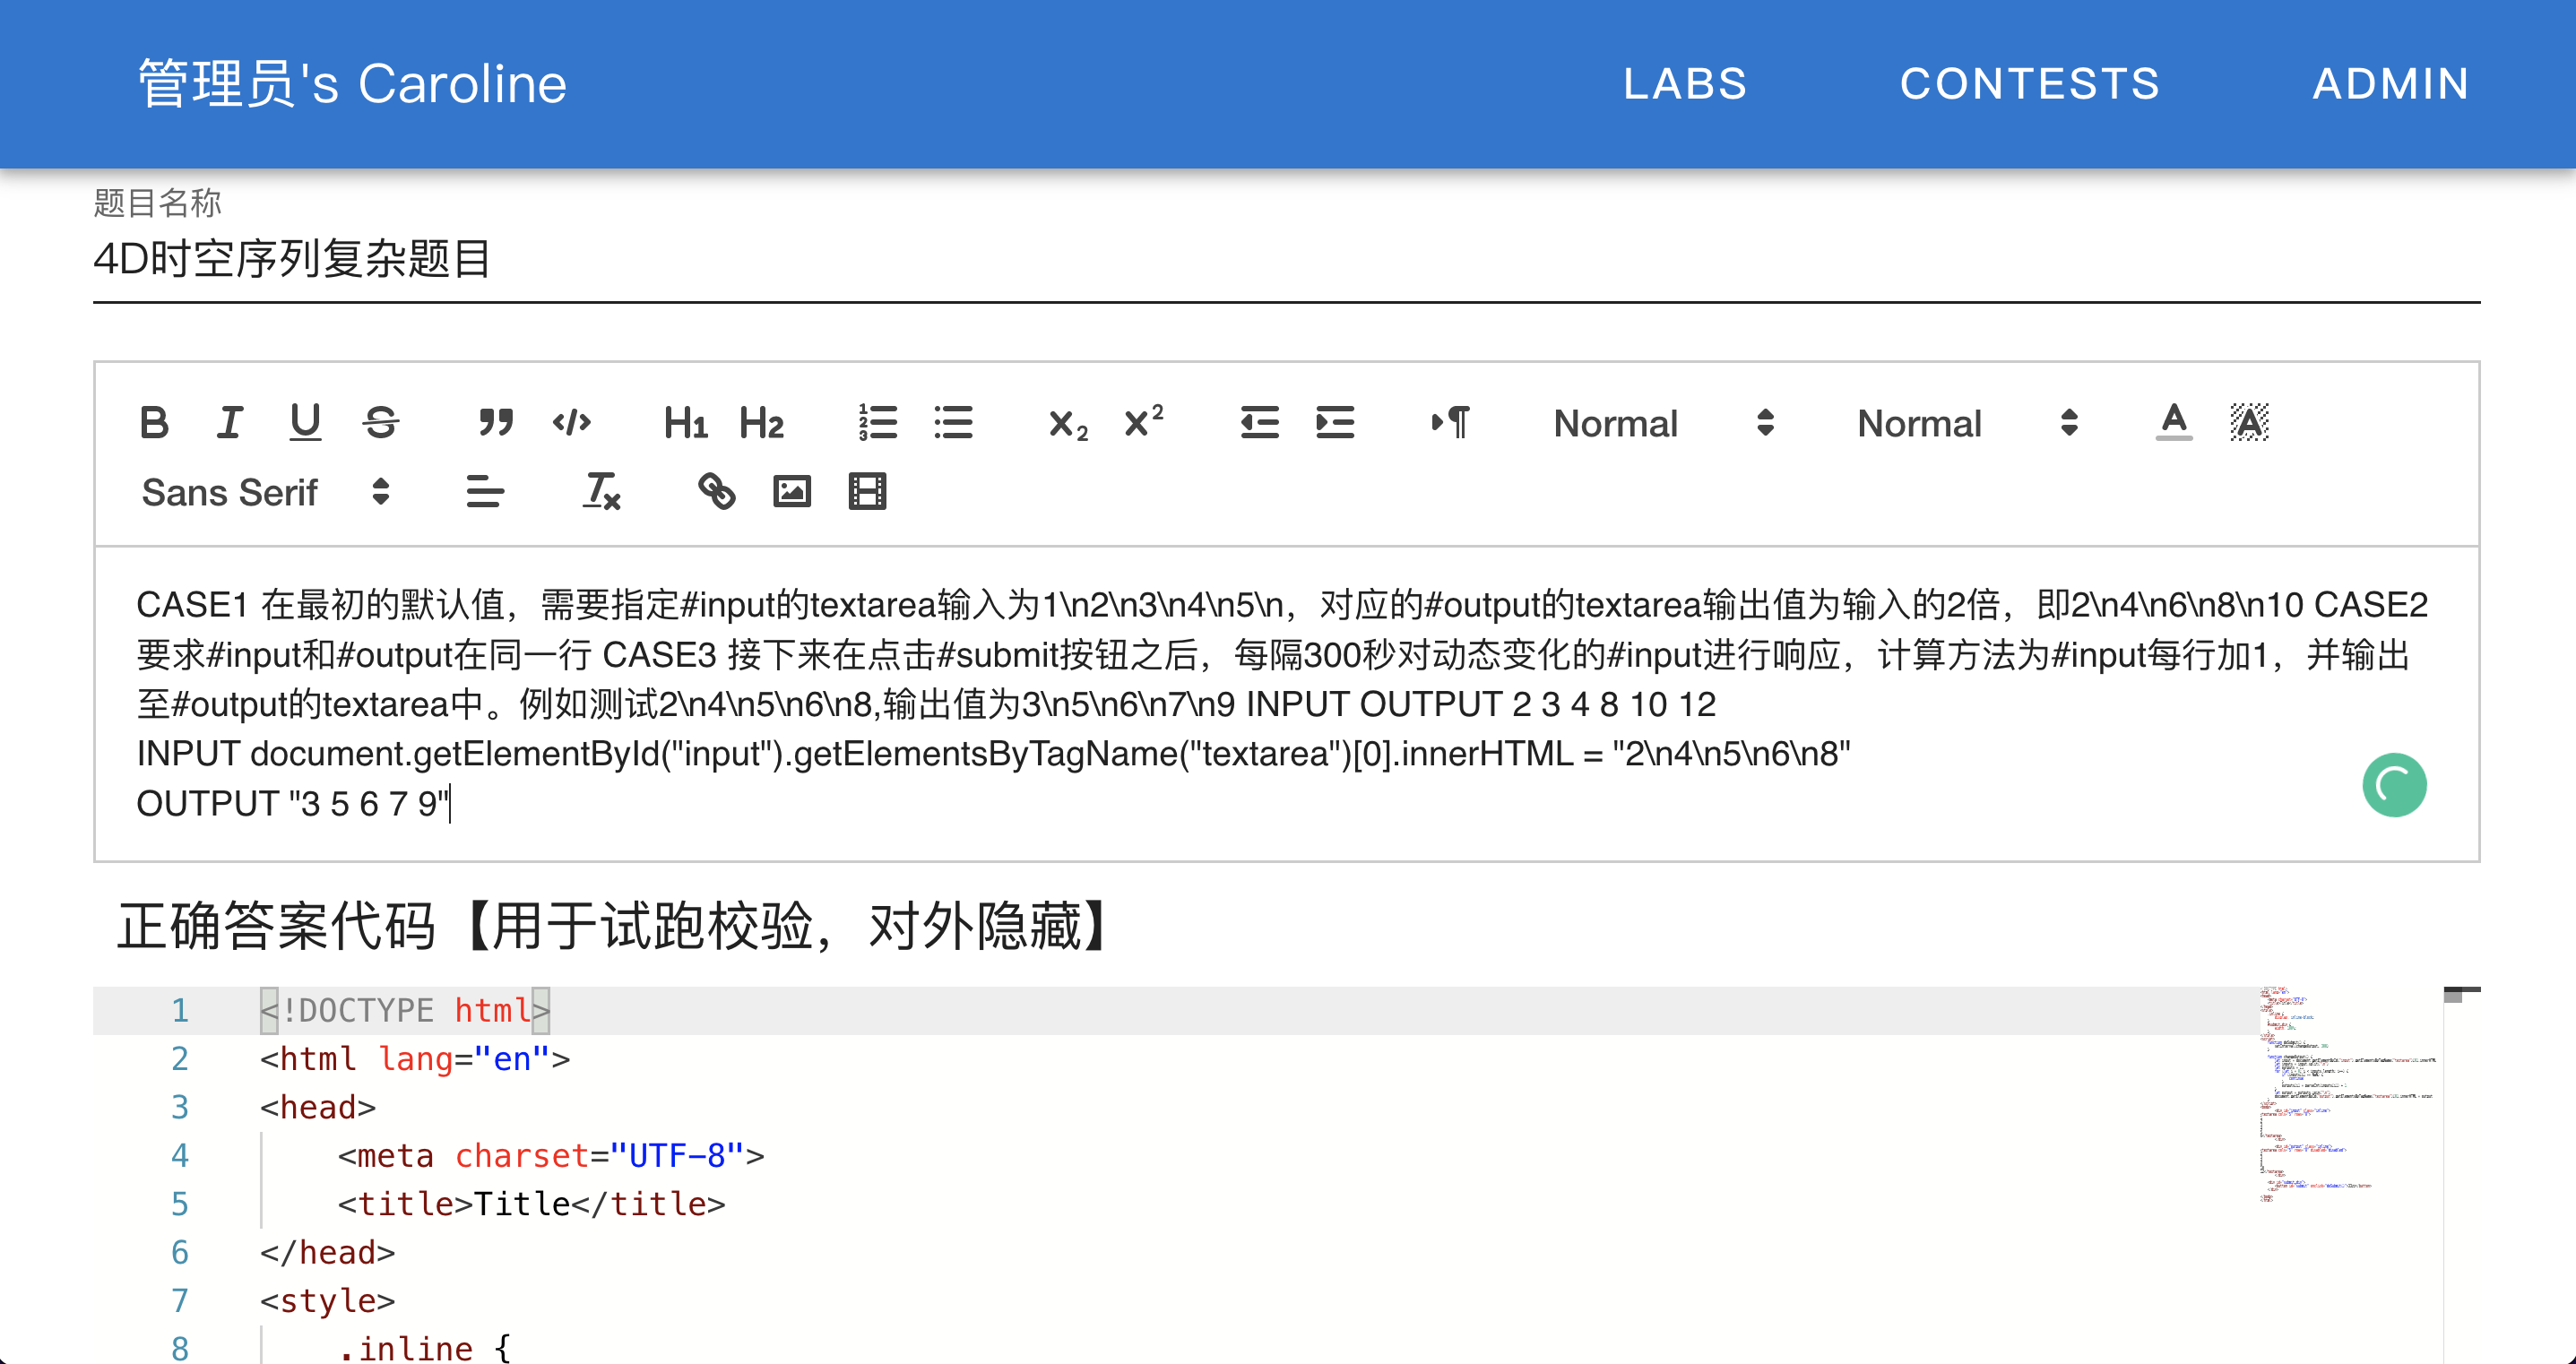 管理员's Caroline
LABS
CONTESTS
ADMIN
题目名称
4D时空序列复杂题目
B I U S H1 H2 x2 x2 Normal Normal A A
Sans Serif
CASE1 在最初的默认值，需要指定#input的textarea输入为1\n2\n3\n4\n5\n，对应的#output的textarea输出值为输入的2倍，即2\n4\n6\n8\n10 CASE2
要求#input和#output在同一行 CASE3 接下来在点击#submit按钮之后，每隔300秒对动态变化的#input进行响应，计算方法为#input每行加1，并输出
至#output的textarea中。例如测试2\n4\n5\n6\n8,输出值为3\n5\n6\n7\n9 INPUT OUTPUT 2 3 4 8 10 12
INPUT document.getElementById("input").getElementsByTagName("textarea")[0].innerHTML = "2\n4\n5\n6\n8"
OUTPUT "3 5 6 7 9"
正确答案代码【用于试跑校验，对外隐藏】
1 <!DOCTYPE html>
2 <html lang="en">
3 <head>
4 <meta charset="UTF-8">
5 <title>Title</title>
6 </head>
7 <style>
8 .inline {